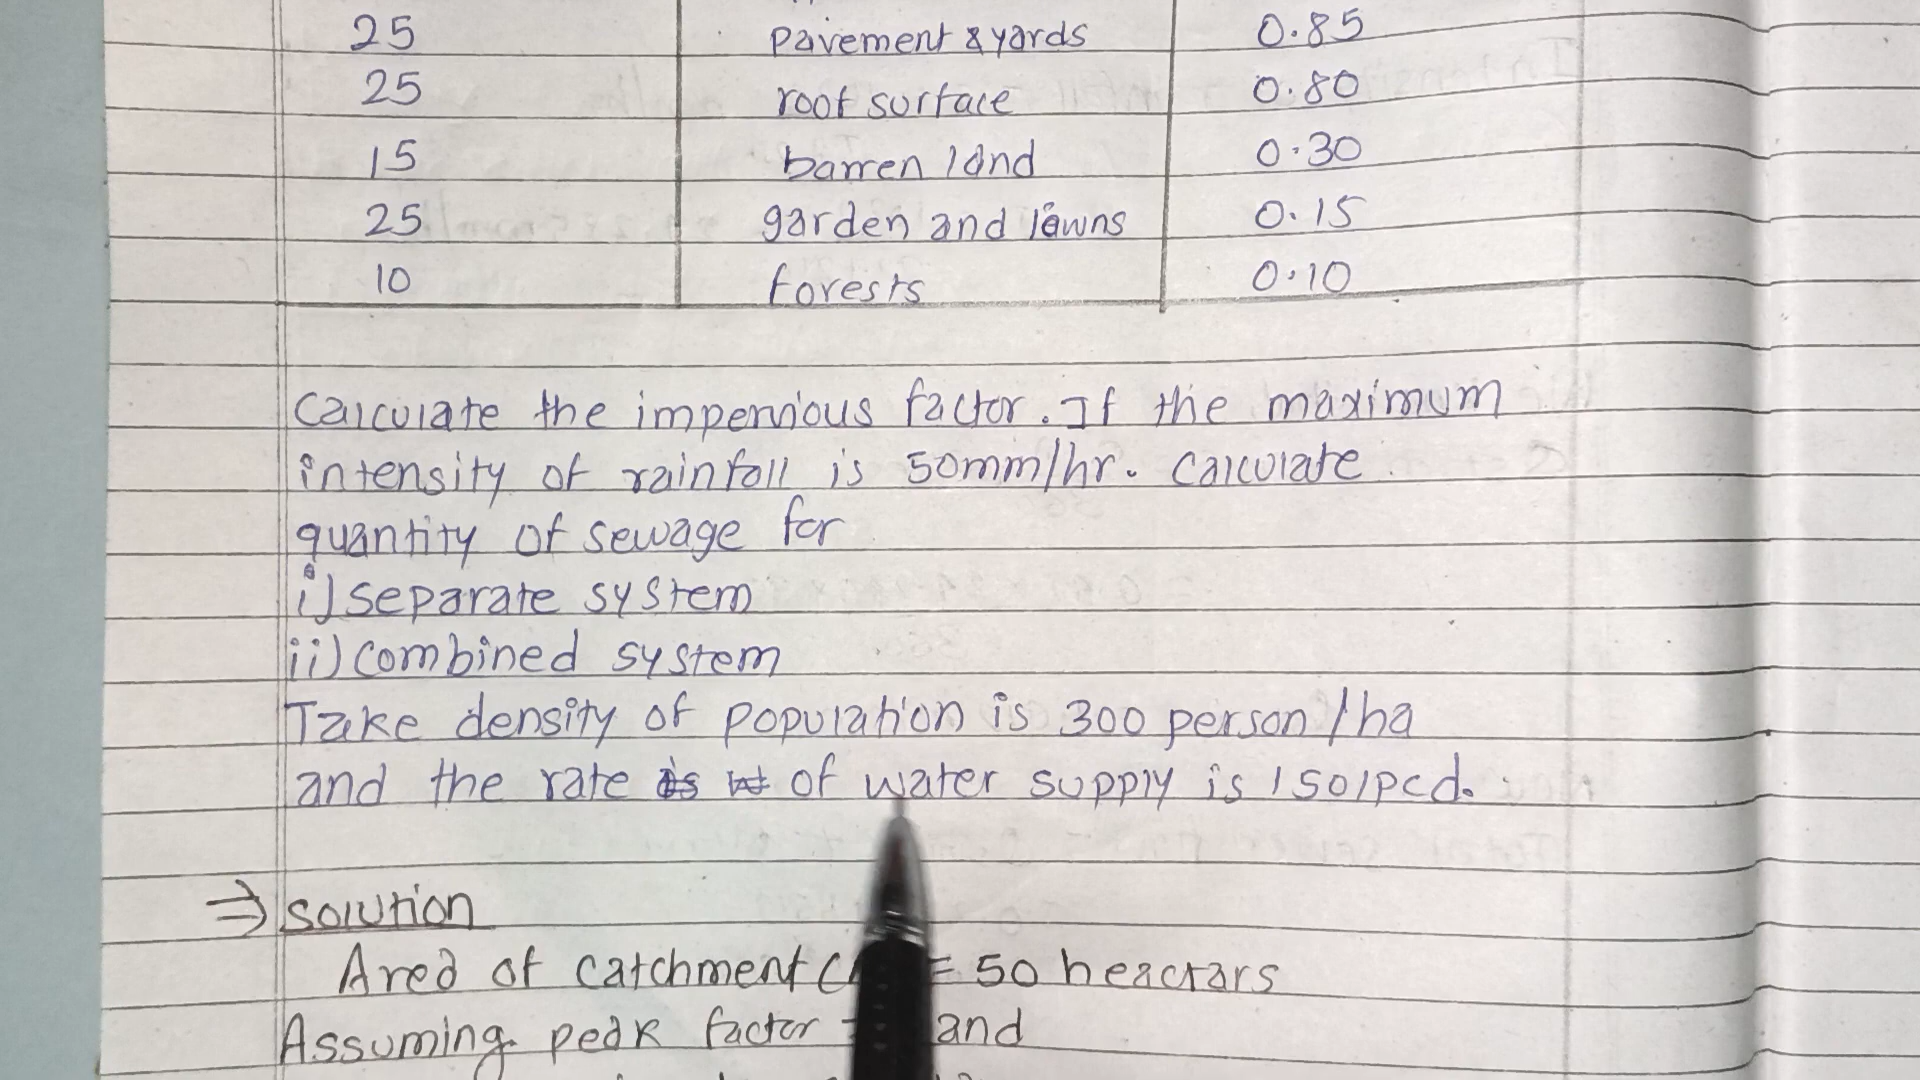 25 pavement & yards 0.85
25 roof surface 0.80
15 barren land 0.30
25 garden and lawns 0.15
10 forests 0.10
calculate the impervious factor. If the maximum
intensity of rainfall is 50mm/hr. calculate
quantity of sewage for
i) separate system
ii) combined system
Take density of population is 300 person/ha
and the rate of water supply is 150lpcd.
⇒ solution
Area of catchment = 50 heactars
Assuming peak factor and